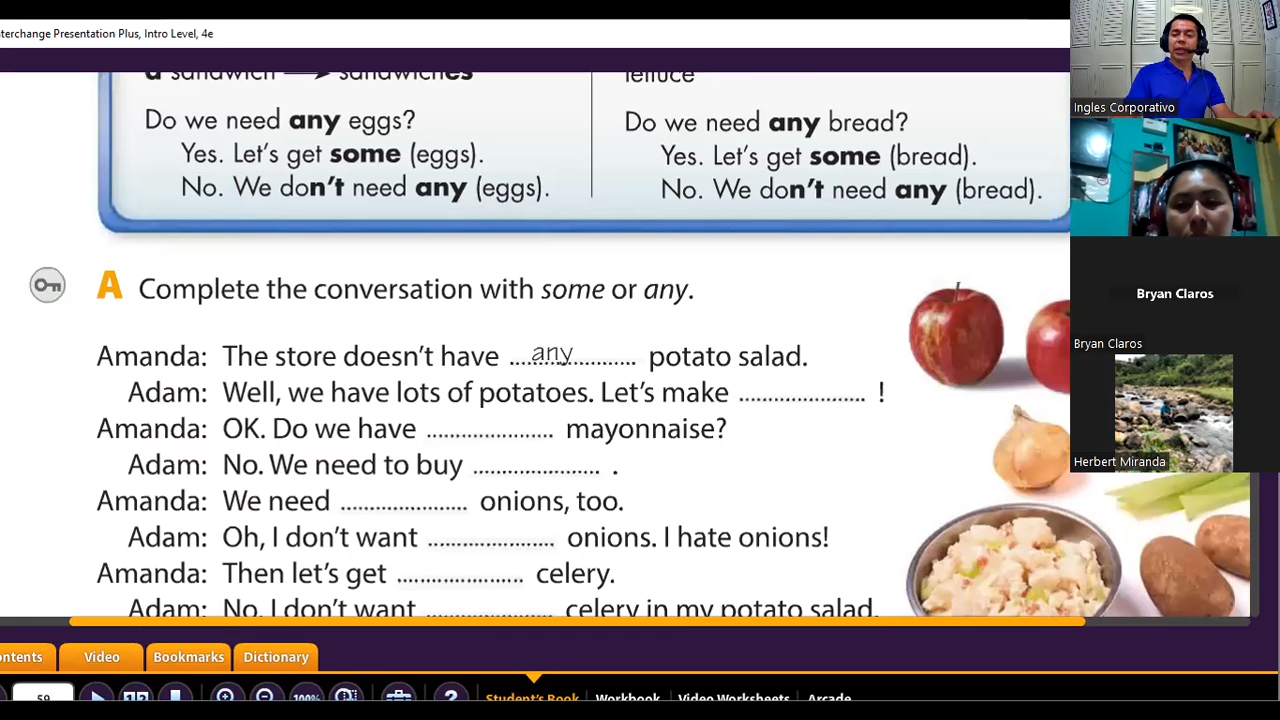 terchange Presentation Plus, Intro Level, 4e
a sandwich → sandwiches
lettuce
Do we need any eggs?
Yes. Let's get some (eggs).
No. We don't need any (eggs).
Do we need any bread?
Yes. Let's get some (bread).
No. We don't need any (bread).
A Complete the conversation with some or any.
Amanda: The store doesn't have ......any...... potato salad.
Adam: Well, we have lots of potatoes. Let's make ...................... !
Amanda: OK. Do we have ...................... mayonnaise?
Adam: No. We need to buy ...................... .
Amanda: We need ...................... onions, too.
Adam: Oh, I don't want ...................... onions. I hate onions!
Amanda: Then let's get ...................... celery.
Adam: No. I don't want ...................... celery in my potato salad.
Ingles Corporativo
Bryan Claros
Bryan Claros
Herbert Miranda
ontents
Video
Bookmarks
Dictionary
59
100%
?
Student's Book
Workbook
Video Worksheets
Arcade